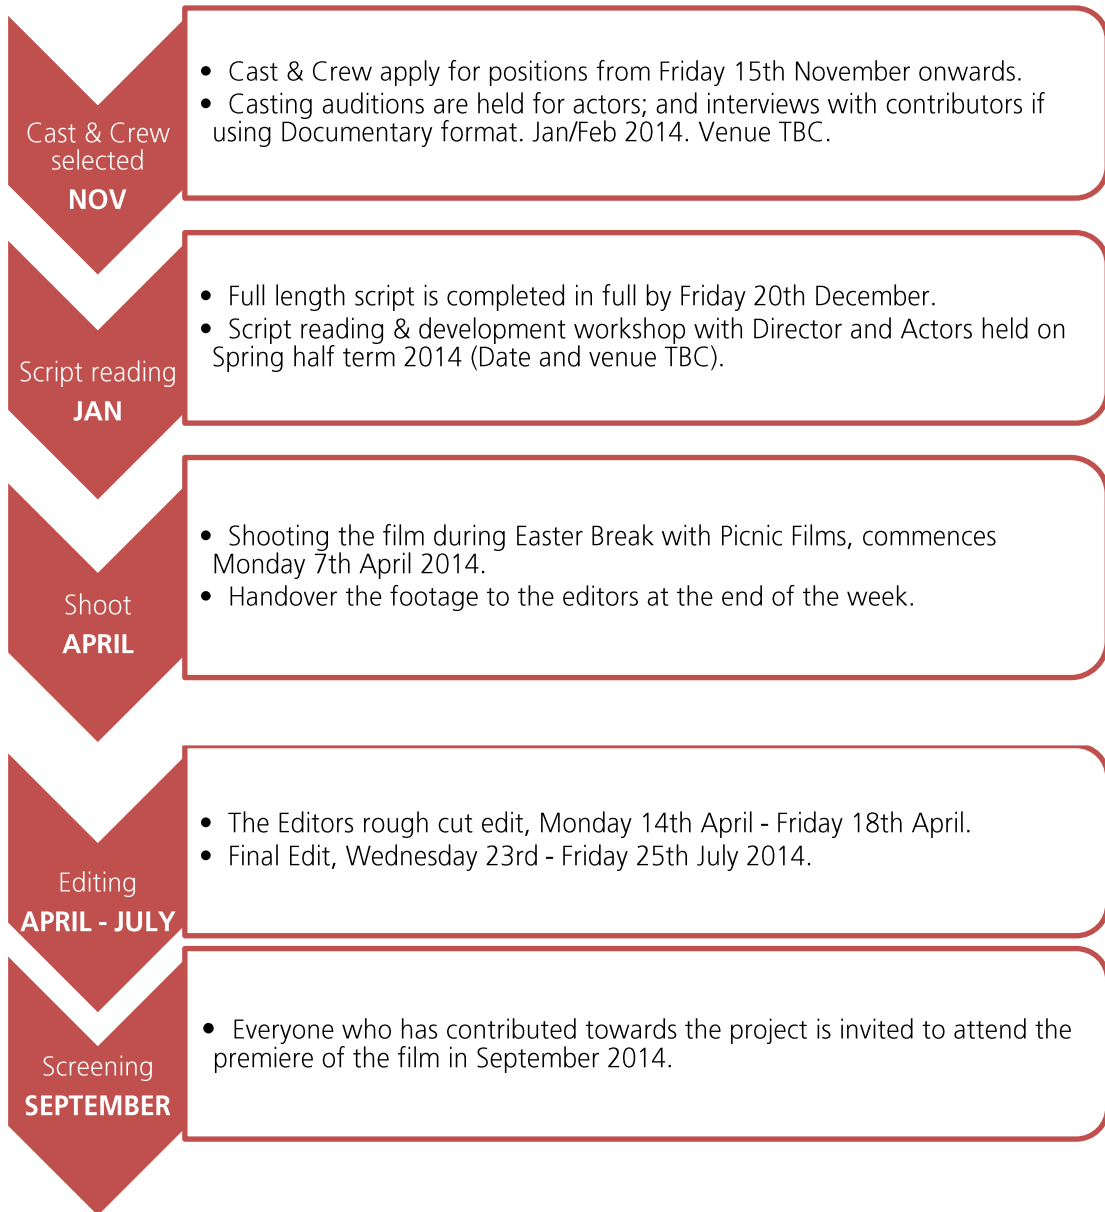 Cast & Crew
selected
NOV
• Cast & Crew apply for positions from Friday 15th November onwards.
• Casting auditions are held for actors; and interviews with contributors if
using Documentary format. Jan/Feb 2014. Venue TBC.
Script reading
JAN
• Full length script is completed in full by Friday 20th December.
• Script reading & development workshop with Director and Actors held on
Spring half term 2014 (Date and venue TBC).
Shoot
APRIL
• Shooting the film during Easter Break with Picnic Films, commences
Monday 7th April 2014.
• Handover the footage to the editors at the end of the week.
Editing
APRIL - JULY
• The Editors rough cut edit, Monday 14th April - Friday 18th April.
• Final Edit, Wednesday 23rd - Friday 25th July 2014.
Screening
SEPTEMBER
• Everyone who has contributed towards the project is invited to attend the
premiere of the film in September 2014.